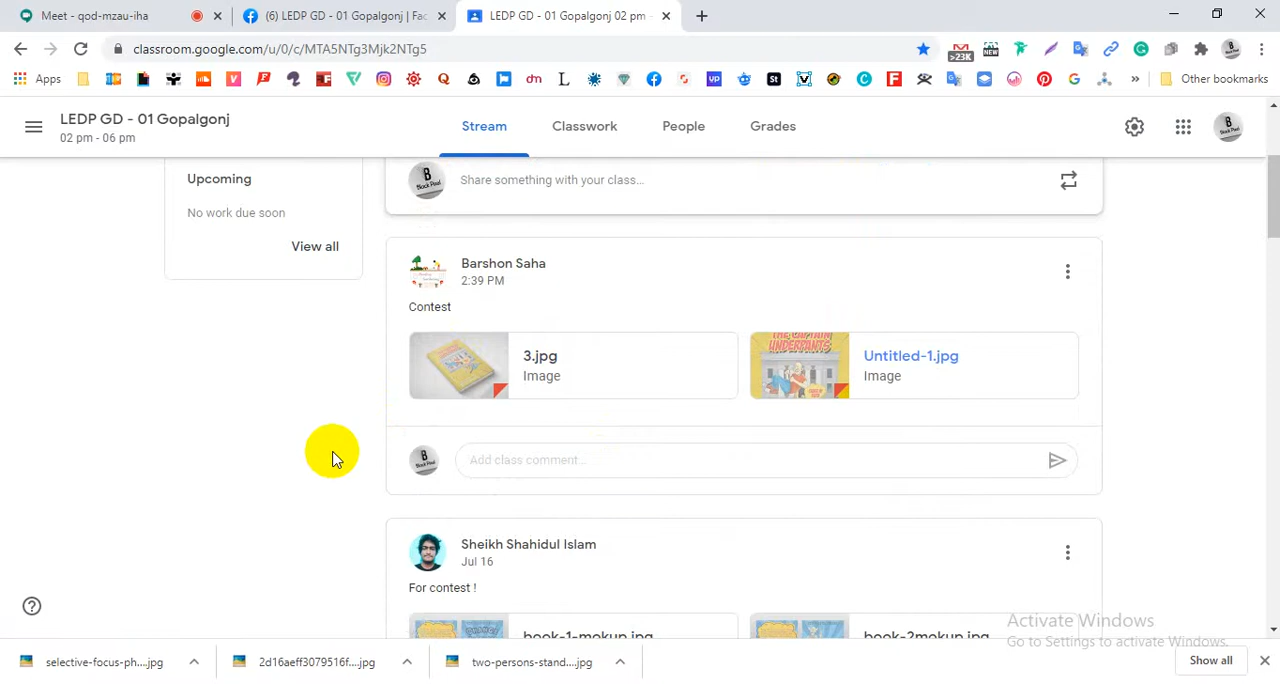 Meet - qod-mzau-iha
(6) LEDP GD - 01 Gopalgonj | Fac
LEDP GD - 01 Gopalgonj 02 pm -
classroom.google.com/u/0/c/MTA5NTg3Mjk2NTg5
>23K
NEW
Apps
Other bookmarks
LEDP GD - 01 Gopalgonj
02 pm - 06 pm
Stream
Classwork
People
Grades
Upcoming
No work due soon
View all
Share something with your class...
Barshon Saha
2:39 PM
Contest
3.jpg
Image
Untitled-1.jpg
Image
Add class comment...
Sheikh Shahidul Islam
Jul 16
For contest !
book-1-mokup.jpg
book-2mokup.jpg
Activate Windows
Go to Settings to activate Windows.
selective-focus-ph....jpg
2d16aeff3079516f....jpg
two-persons-stand....jpg
Show all